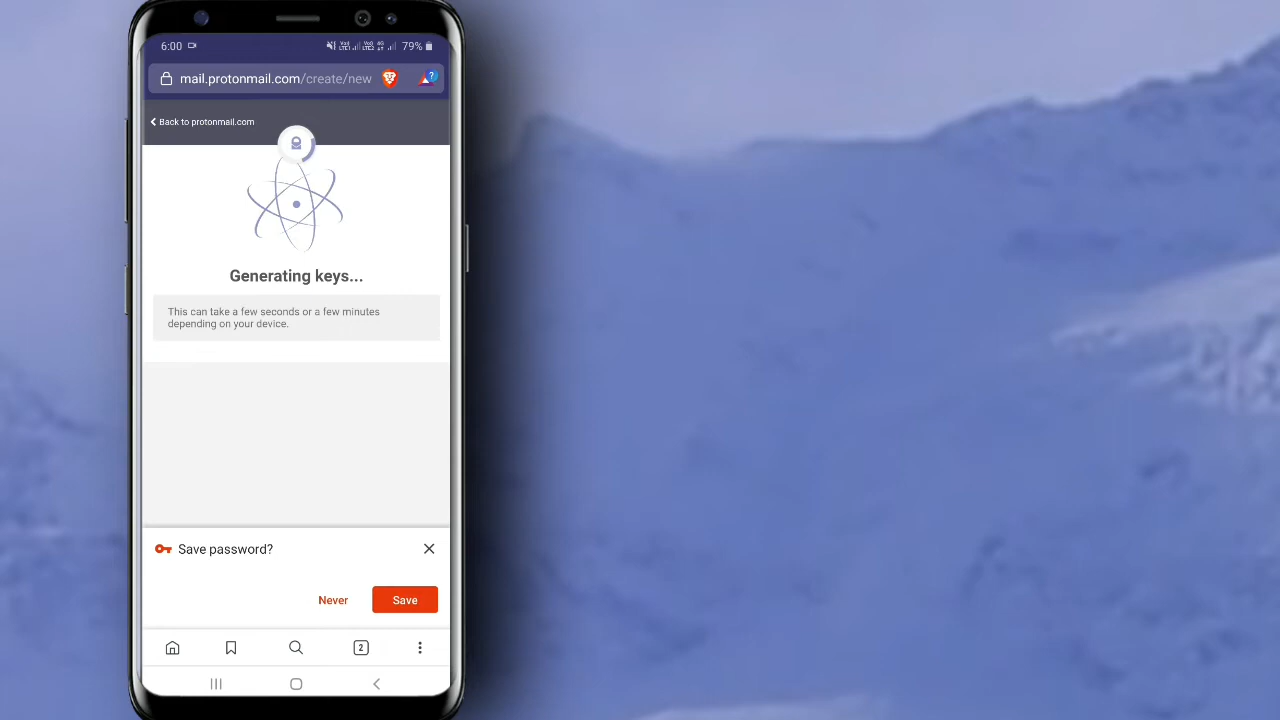 6:00 79%
mail.protonmail.com/create/new
Back to protonmail.com
Generating keys...
This can take a few seconds or a few minutes
depending on your device.
Save password?
Never Save
2